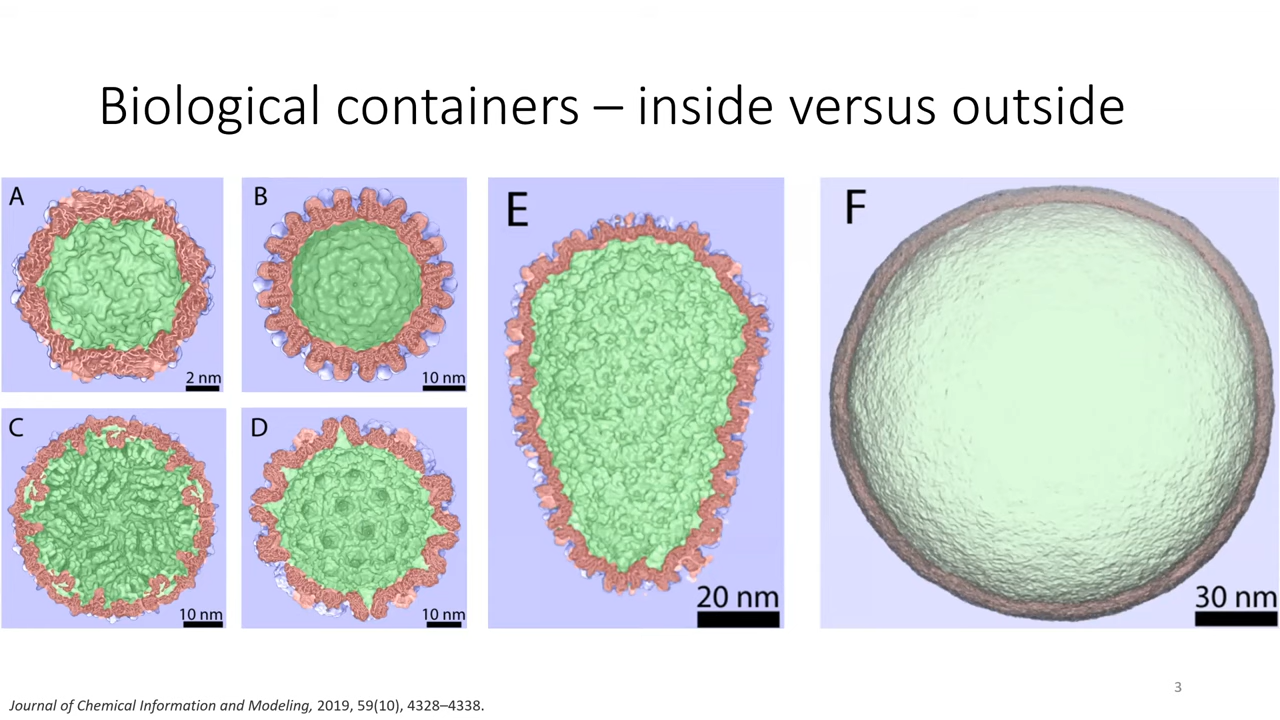 Biological containers – inside versus outside
A
2 nm
B
10 nm
C
10 nm
D
10 nm
E
20 nm
F
30 nm
3
Journal of Chemical Information and Modeling, 2019, 59(10), 4328–4338.